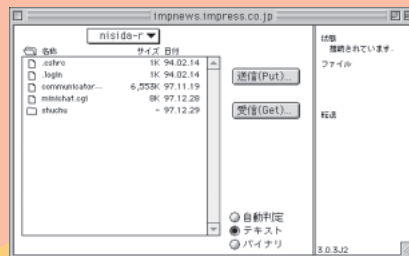 impnews.impress.co.jp
nisida-r
名称 サイズ 日付
.cshrc 1K 94.02.14
.login 1K 94.02.14
communicator... 6,553K 97.11.19
minichat.cgi 8K 97.12.28
shuchu - 97.12.29
送信(Put)...
受信(Get)...
自動判定
テキスト
バイナリ
状態
接続されています.
ファイル
転送
3.0.3J2